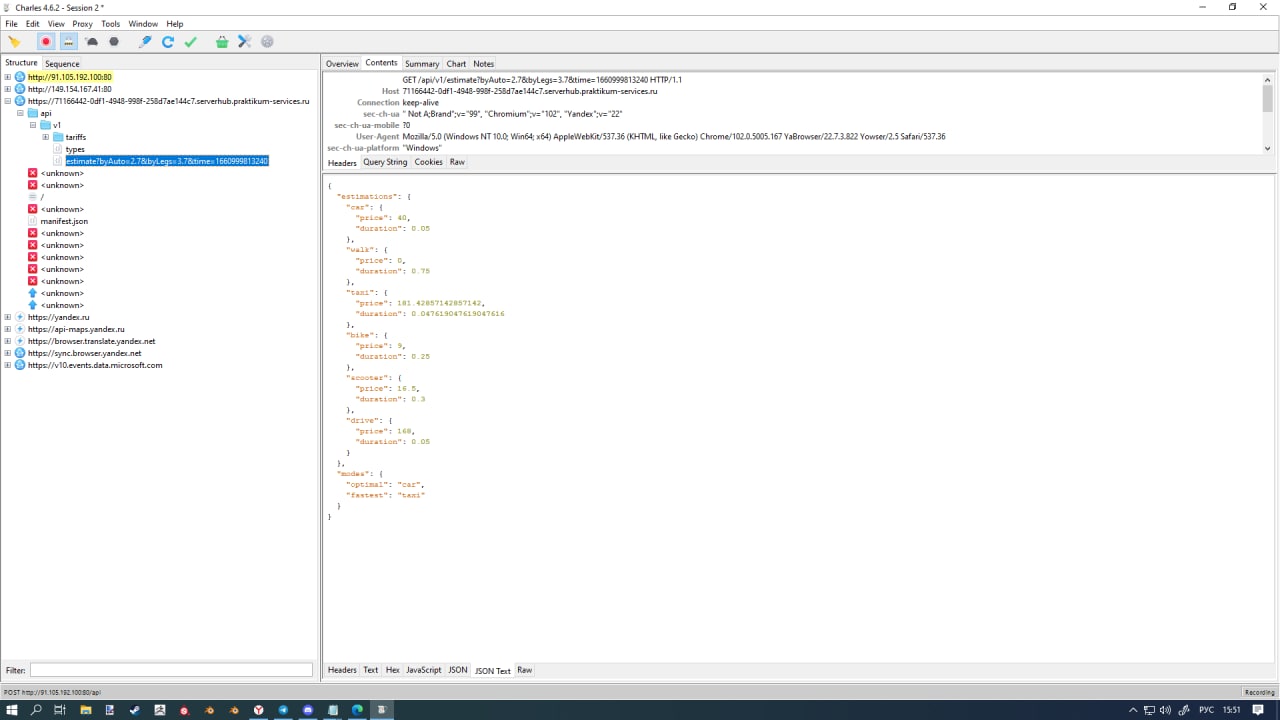 Charles 4.6.2 - Session 2 *
File Edit View Proxy Tools Window Help
Structure Sequence
http://91.105.192.100:80
http://149.154.167.41:80
https://71166442-0df1-4948-998f-258d7ae144c7.serverhub.praktikum-services.ru
api
v1
tariffs
types
estimate?byAuto=2.7&byLegs=3.7&time=1660999813240
<unknown>
<unknown>
/
<unknown>
manifest.json
<unknown>
<unknown>
<unknown>
<unknown>
<unknown>
<unknown>
<unknown>
https://yandex.ru
https://api-maps.yandex.ru
https://browser.translate.yandex.net
https://sync.browser.yandex.net
https://v10.events.data.microsoft.com
Filter:
Overview Contents Summary Chart Notes
GET /api/v1/estimate?byAuto=2.7&byLegs=3.7&time=1660999813240 HTTP/1.1
Host 71166442-0df1-4948-998f-258d7ae144c7.serverhub.praktikum-services.ru
Connection keep-alive
sec-ch-ua " Not A;Brand";v="99", "Chromium";v="102", "Yandex";v="22"
sec-ch-ua-mobile ?0
User-Agent Mozilla/5.0 (Windows NT 10.0; Win64; x64) AppleWebKit/537.36 (KHTML, like Gecko) Chrome/102.0.5005.167 YaBrowser/22.7.3.822 Yowser/2.5 Safari/537.36
sec-ch-ua-platform "Windows"
Headers Query String Cookies Raw
{
"estimations": {
"car": {
"price": 40,
"duration": 0.05
},
"walk": {
"price": 0,
"duration": 0.75
},
"taxi": {
"price": 181.42857142857142,
"duration": 0.047619047619047616
},
"bike": {
"price": 9,
"duration": 0.25
},
"scooter": {
"price": 16.5,
"duration": 0.3
},
"drive": {
"price": 168,
"duration": 0.05
}
},
"modes": {
"optimal": "car",
"fastest": "taxi"
}
}
Headers Text Hex JavaScript JSON JSON Text Raw
POST http://91.105.192.100:80/api
Recording
РУС 15:51